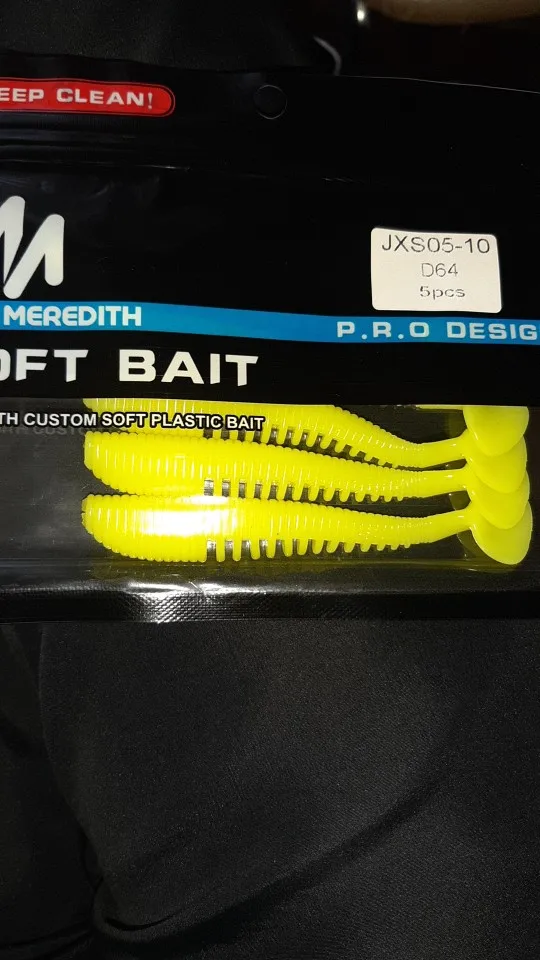 EEP CLEAN!
JXS05-10
D64
5pcs
MEREDITH
P.R.O DESIG
OFT BAIT
TH CUSTOM SOFT PLASTIC BAIT